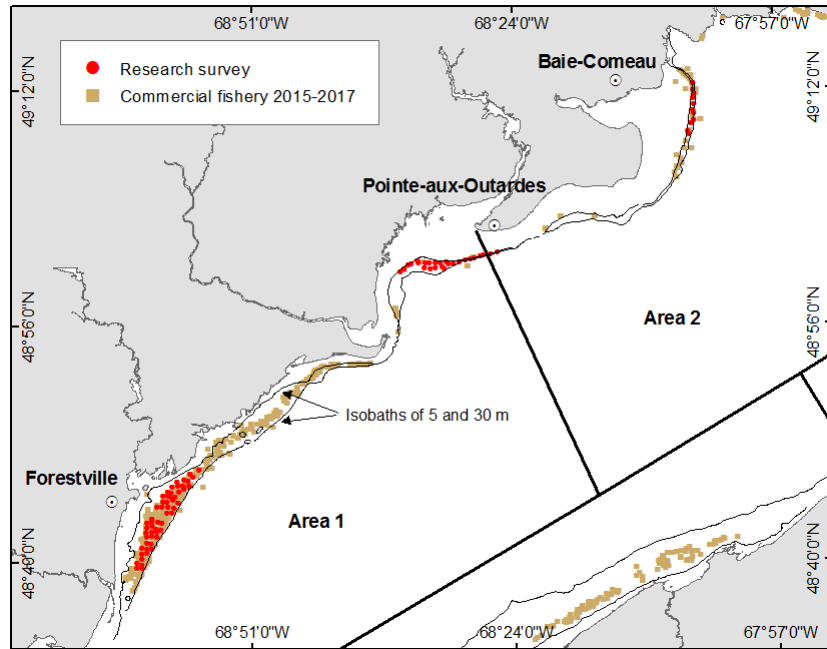 68°51'0"W 68°24'0"W 67°57'0"W
Research survey
Commercial fishery 2015-2017
Baie-Comeau
49°12'0"N 49°12'0"N
Pointe-aux-Outardes
48°56'0"N 48°56'0"N
Area 2
Isobaths of 5 and 30 m
Forestville
Area 1
48°40'0"N 48°40'0"N
68°51'0"W 68°24'0"W 67°57'0"W